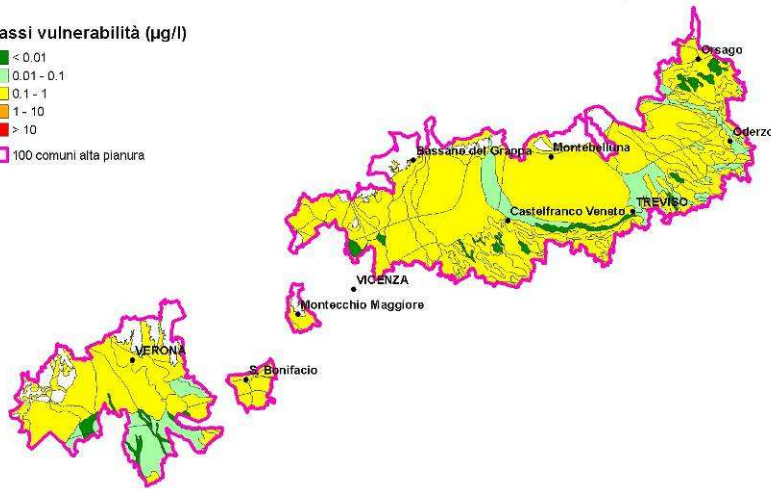 assi vulnerabilità (µg/l)
< 0.01
0.01 - 0.1
0.1 - 1
1 - 10
> 10
100 comuni alta pianura
Orsago
Oderzo
Bassano del Grappa
Montebelluna
Castelfranco Veneto
TREVISO
VICENZA
Montecchio Maggiore
VERONA
S. Bonifacio